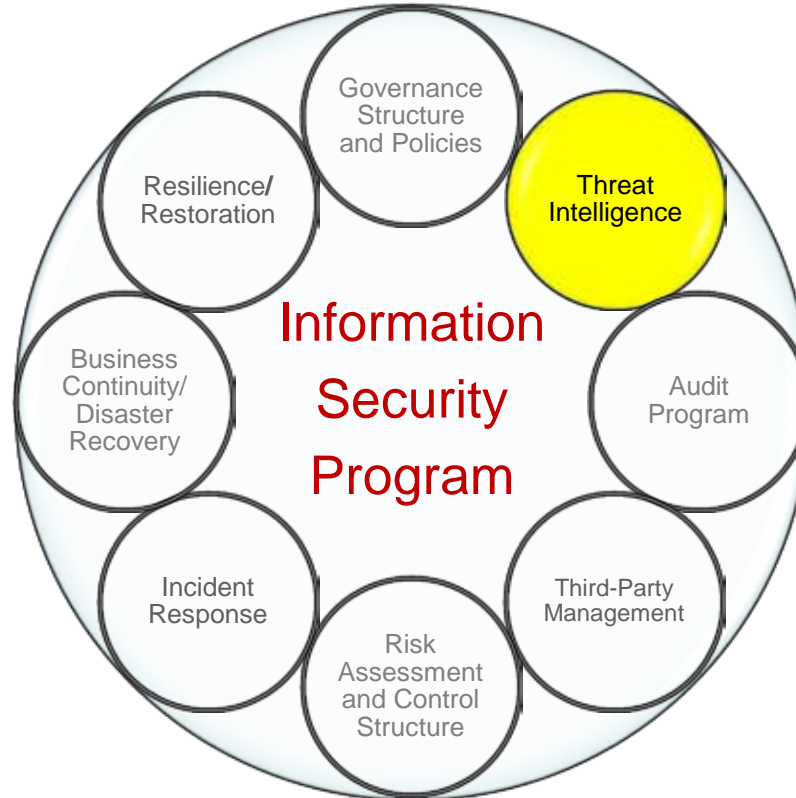 Governance
Structure
and Policies
Threat
Intelligence
Audit
Program
Third-Party
Management
Risk
Assessment
and Control
Structure
Incident
Response
Business
Continuity/
Disaster
Recovery
Resilience/
Restoration
Information
Security
Program